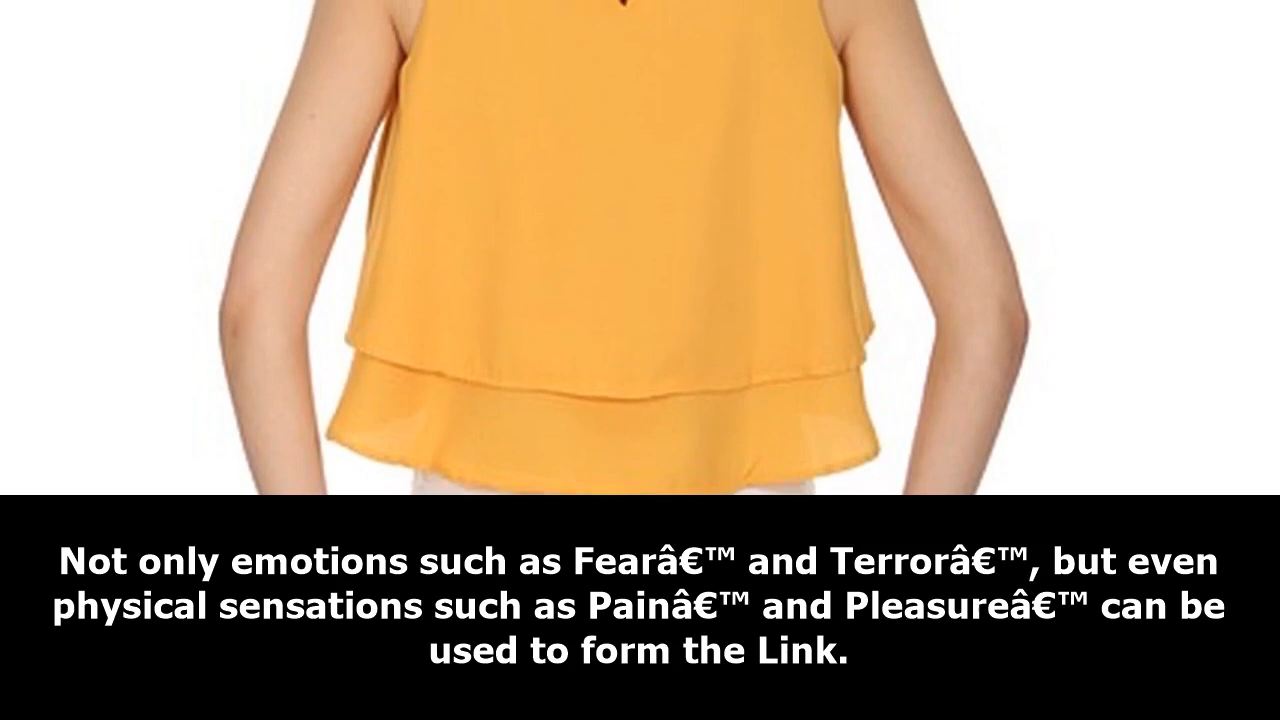 Not only emotions such as Fearâ€™ and Terrorâ€™, but even
physical sensations such as Painâ€™ and Pleasureâ€™ can be
used to form the Link.